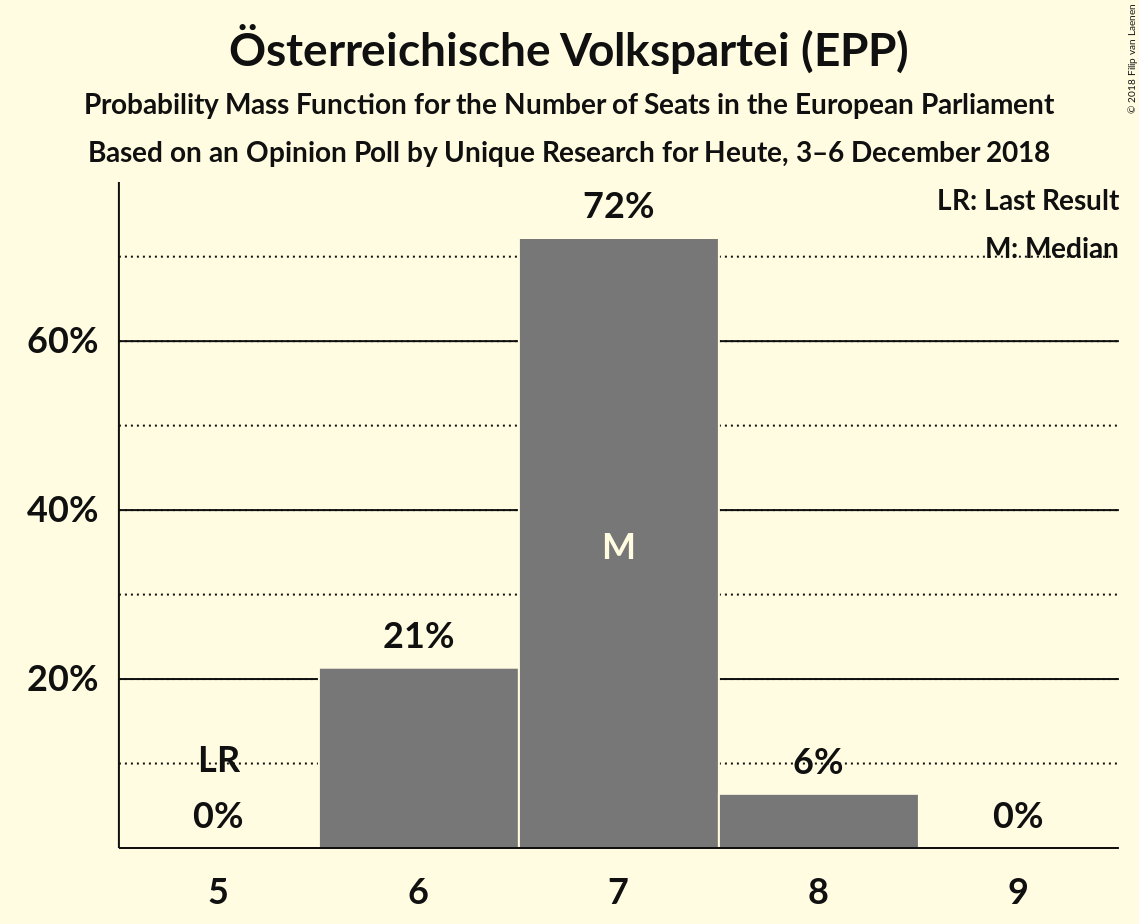 Österreichische Volkspartei (EPP)
Probability Mass Function for the Number of Seats in the European Parliament
Based on an Opinion Poll by Unique Research for Heute, 3–6 December 2018
© 2018 Filip van Laenen
LR: Last Result
M: Median
72%
60%
40%
M
21%
20%
LR
6%
0%
0%
5
6
7
8
9